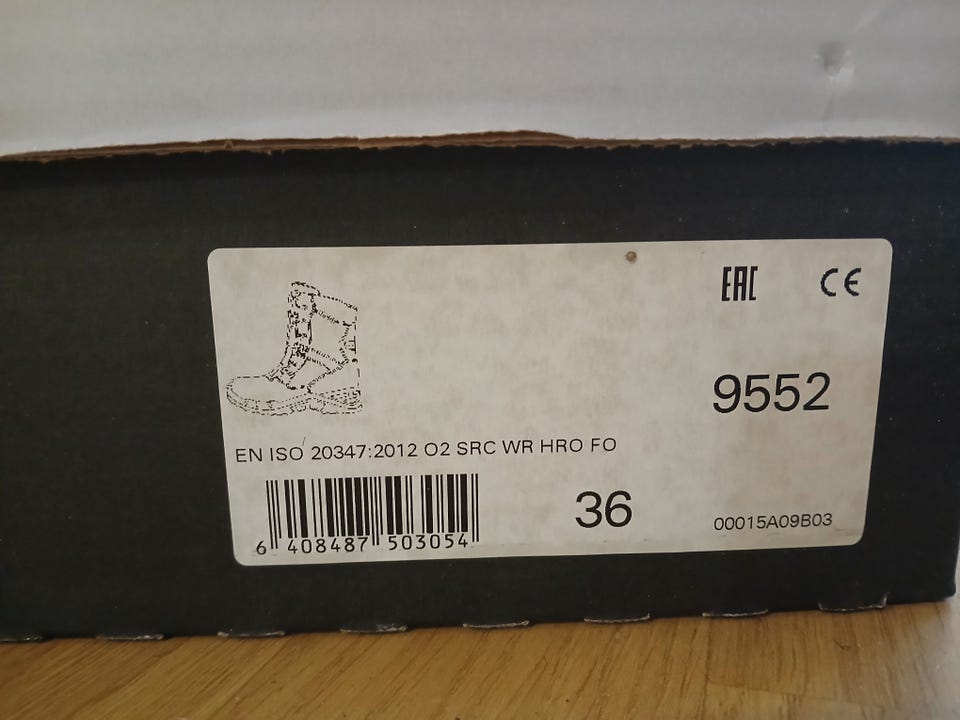 EAC CE
9552
EN ISO 20347:2012 O2 SRC WR HRO FO
36
00015A09B03
6 408487 503054